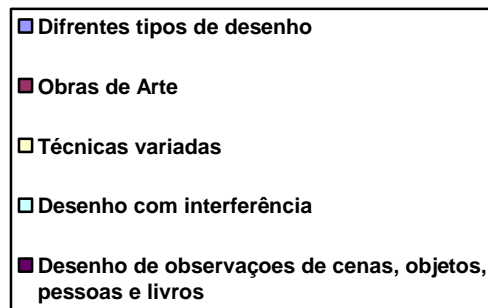 Difrentes tipos de desenho
Obras de Arte
Técnicas variadas
Desenho com interferência
Desenho de observaçoes de cenas, objetos,
pessoas e livros